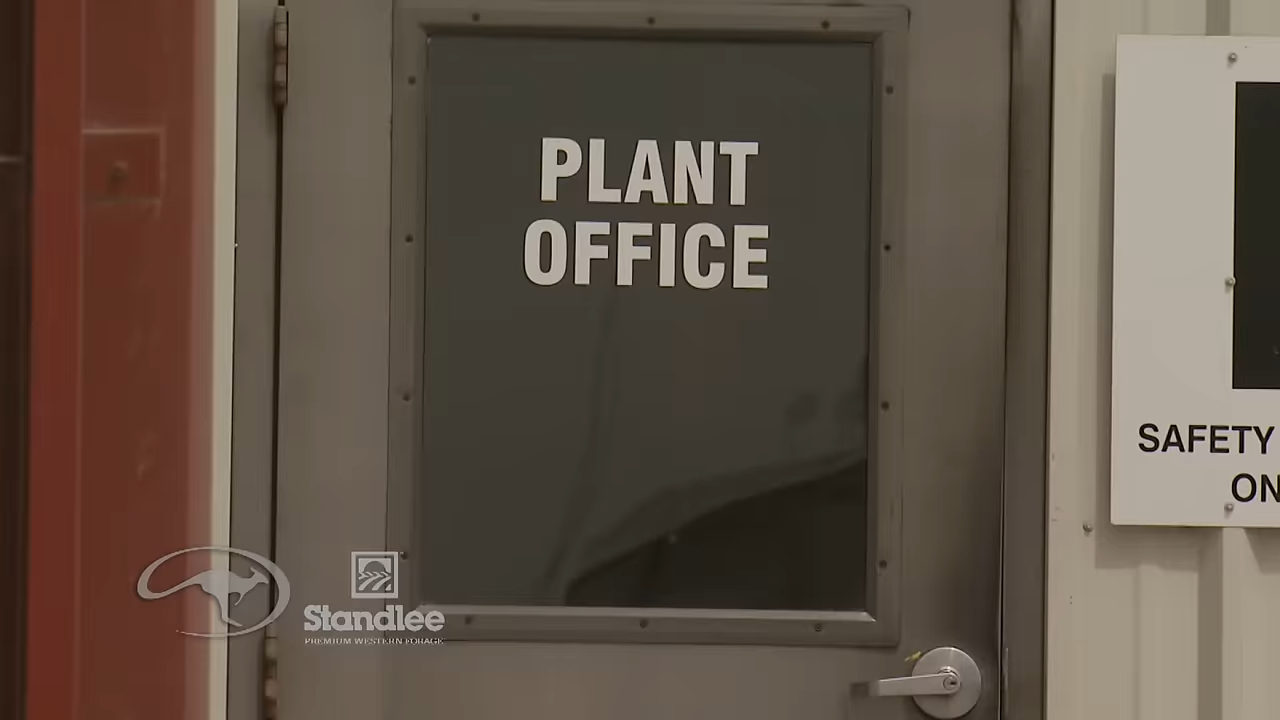 PLANT
OFFICE
SAFETY
ON
Standlee
PREMIUM WESTERN FORAGE